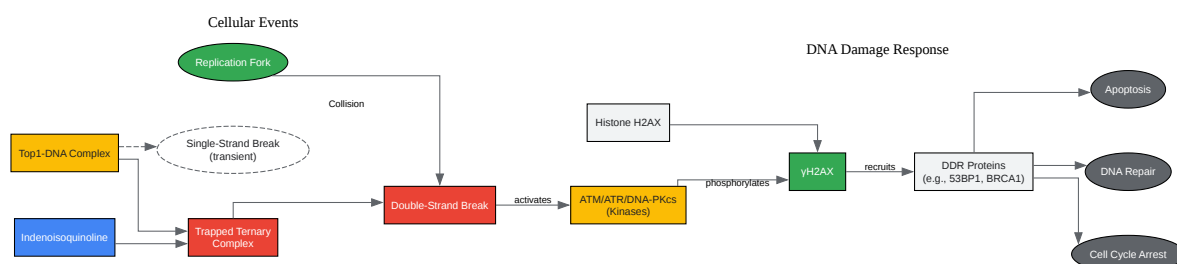 Cellular Events
Replication Fork
Collision
Top1-DNA Complex
Single-Strand Break
(transient)
Indenoisoquinoline
Trapped Ternary
Complex
Double-Strand Break
activates
ATM/ATR/DNA-PKcs
(Kinases)
phosphorylates
DNA Damage Response
Histone H2AX
γH2AX
recruits
DDR Proteins
(e.g., 53BP1, BRCA1)
Apoptosis
DNA Repair
Cell Cycle Arrest